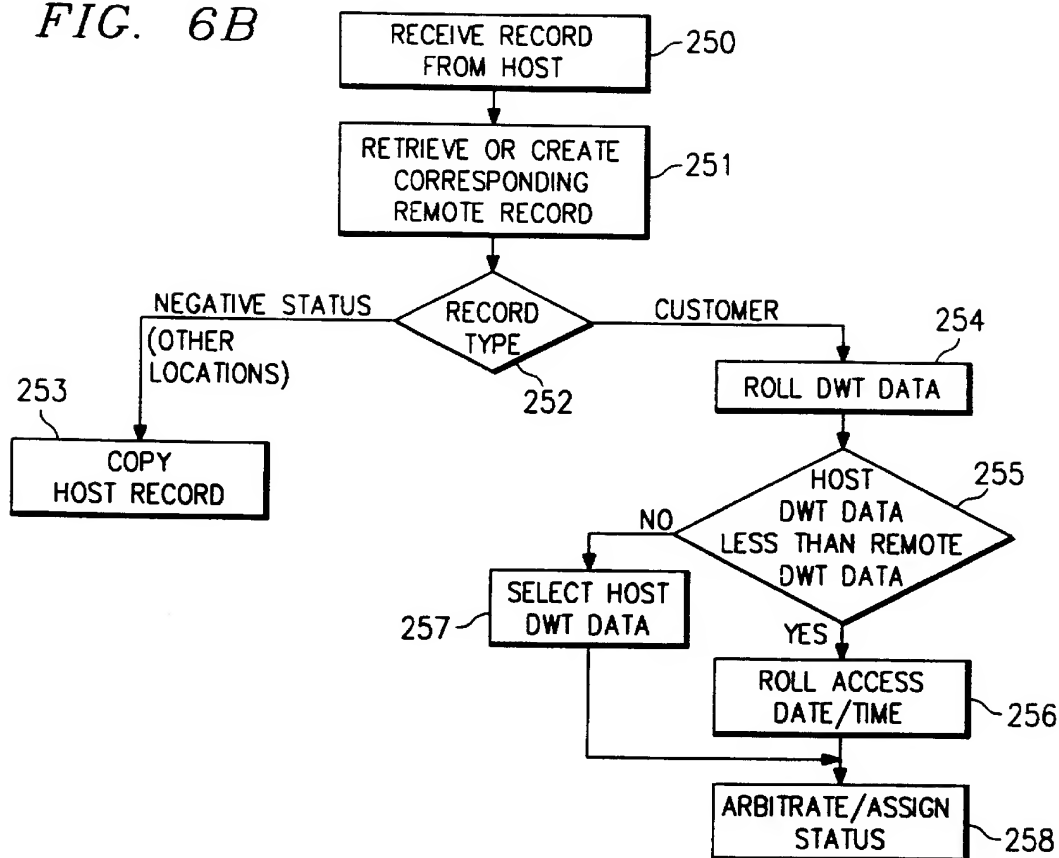 FIG. 6B
RECEIVE RECORD
FROM HOST
250
RETRIEVE OR CREATE
CORRESPONDING
REMOTE RECORD
251
NEGATIVE STATUS
(OTHER
LOCATIONS)
RECORD
TYPE
252
CUSTOMER
253
COPY
HOST RECORD
254
ROLL DWT DATA
HOST
DWT DATA
LESS THAN REMOTE
DWT DATA
255
NO
SELECT HOST
DWT DATA
257
YES
ROLL ACCESS
DATE/TIME
256
ARBITRATE/ASSIGN
STATUS
258